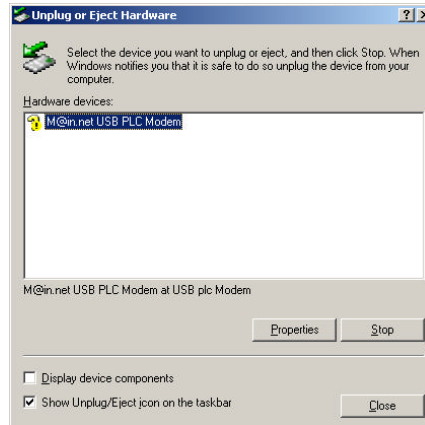 Unplug or Eject Hardware
Select the device you want to unplug or eject, and then click Stop. When
Windows notifies you that it is safe to do so unplug the device from your
computer.
Hardware devices:
M@in.net USB PLC Modem
M@in.net USB PLC Modem at USB plc Modem
Properties
Stop
Display device components
Show Unplug/Eject icon on the taskbar
Close